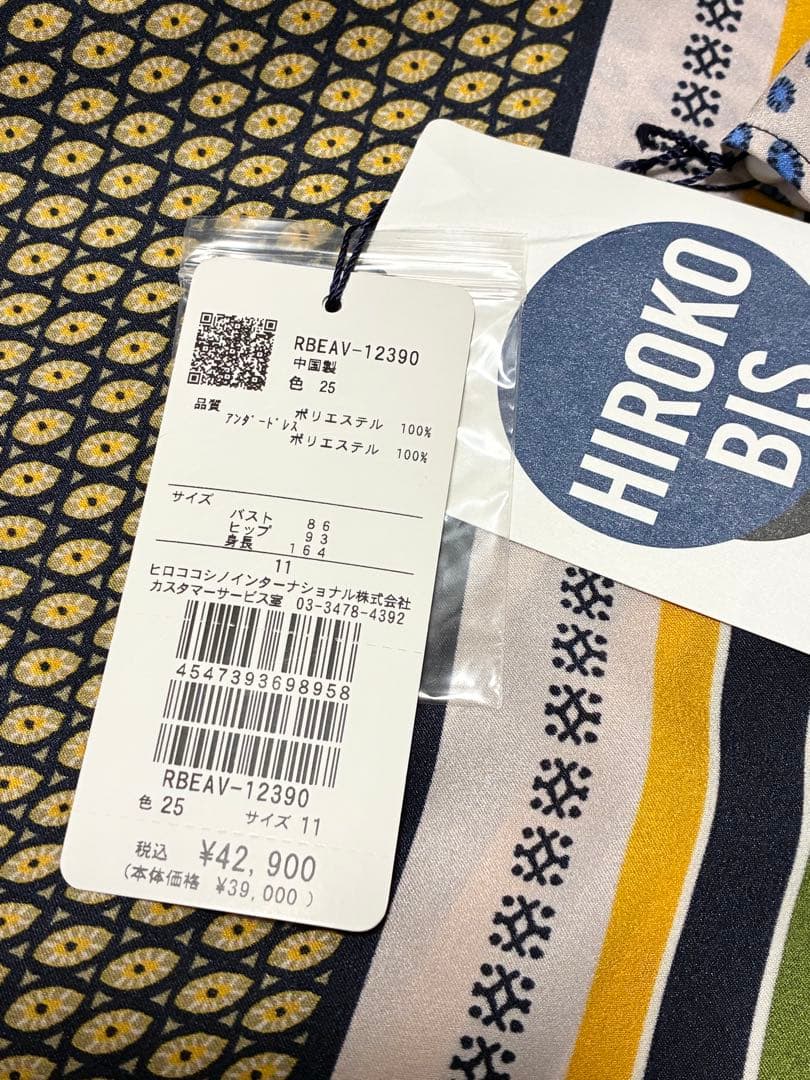 RBEAV-12390
中国製
色 25
品質
ポリエステル 100%
アンダードレス
ポリエステル 100%
サイズ
バスト 86
ヒップ 93
身長 164
11
ヒロココシノインターナショナル株式会社
カスタマーサービス室 03-3478-4392
4547393698958
RBEAV-12390
色 25 サイズ 11
税込 ¥42,900
(本体価格 ¥39,000)
HIROKO
BIS